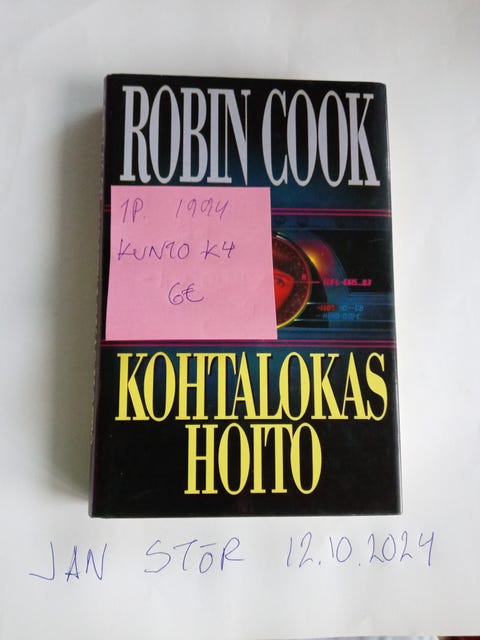 ROBIN COOK
1P. 1994
KUNTO K4
6€
KOHTALOKAS
HOITO
JAN STÖR 12.10.2024